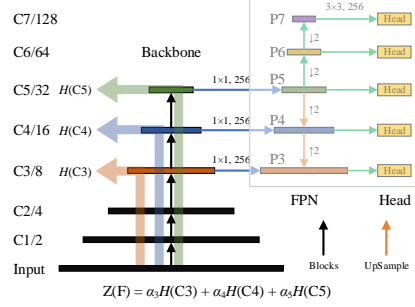 C7/128 P7 3×3, 256 Head
↓2
C6/64 Backbone P6 Head
↓2
C5/32 H(C5) 1×1, 256 P5 Head
↑2
C4/16 H(C4) 1×1, 256 P4 Head
↑2
C3/8 H(C3) 1×1, 256 P3 Head
C2/4 FPN Head
C1/2
Input Blocks UpSample
Z(F) = α₃H(C3) + α₄H(C4) + α₅H(C5)